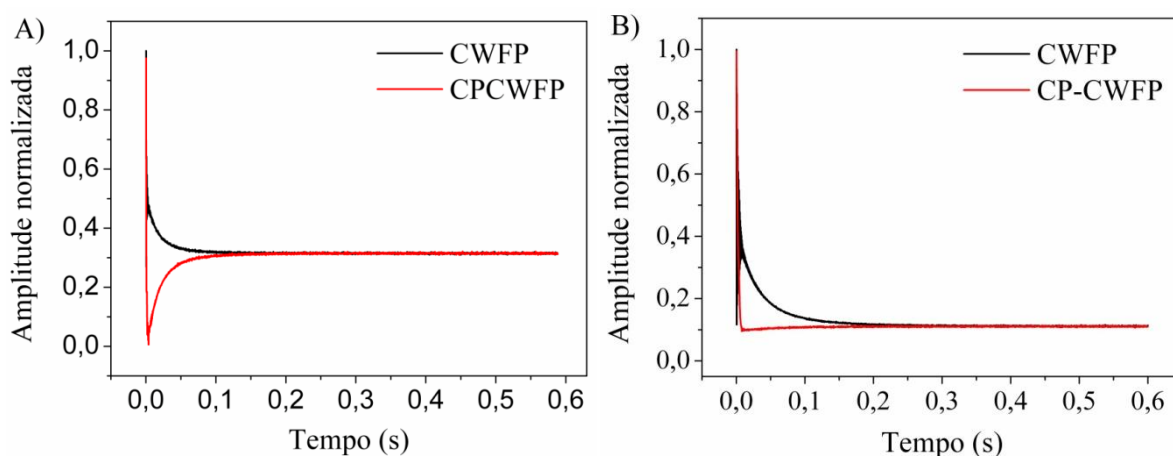 A)
CWFP
CPCWFP
Amplitude normalizada
1,0
0,8
0,6
0,4
0,2
0,0
0,0 0,1 0,2 0,3 0,4 0,5 0,6
Tempo (s)
B)
CWFP
CP-CWFP
Amplitude normalizada
1,0
0,8
0,6
0,4
0,2
0,0
0,0 0,1 0,2 0,3 0,4 0,5 0,6
Tempo (s)